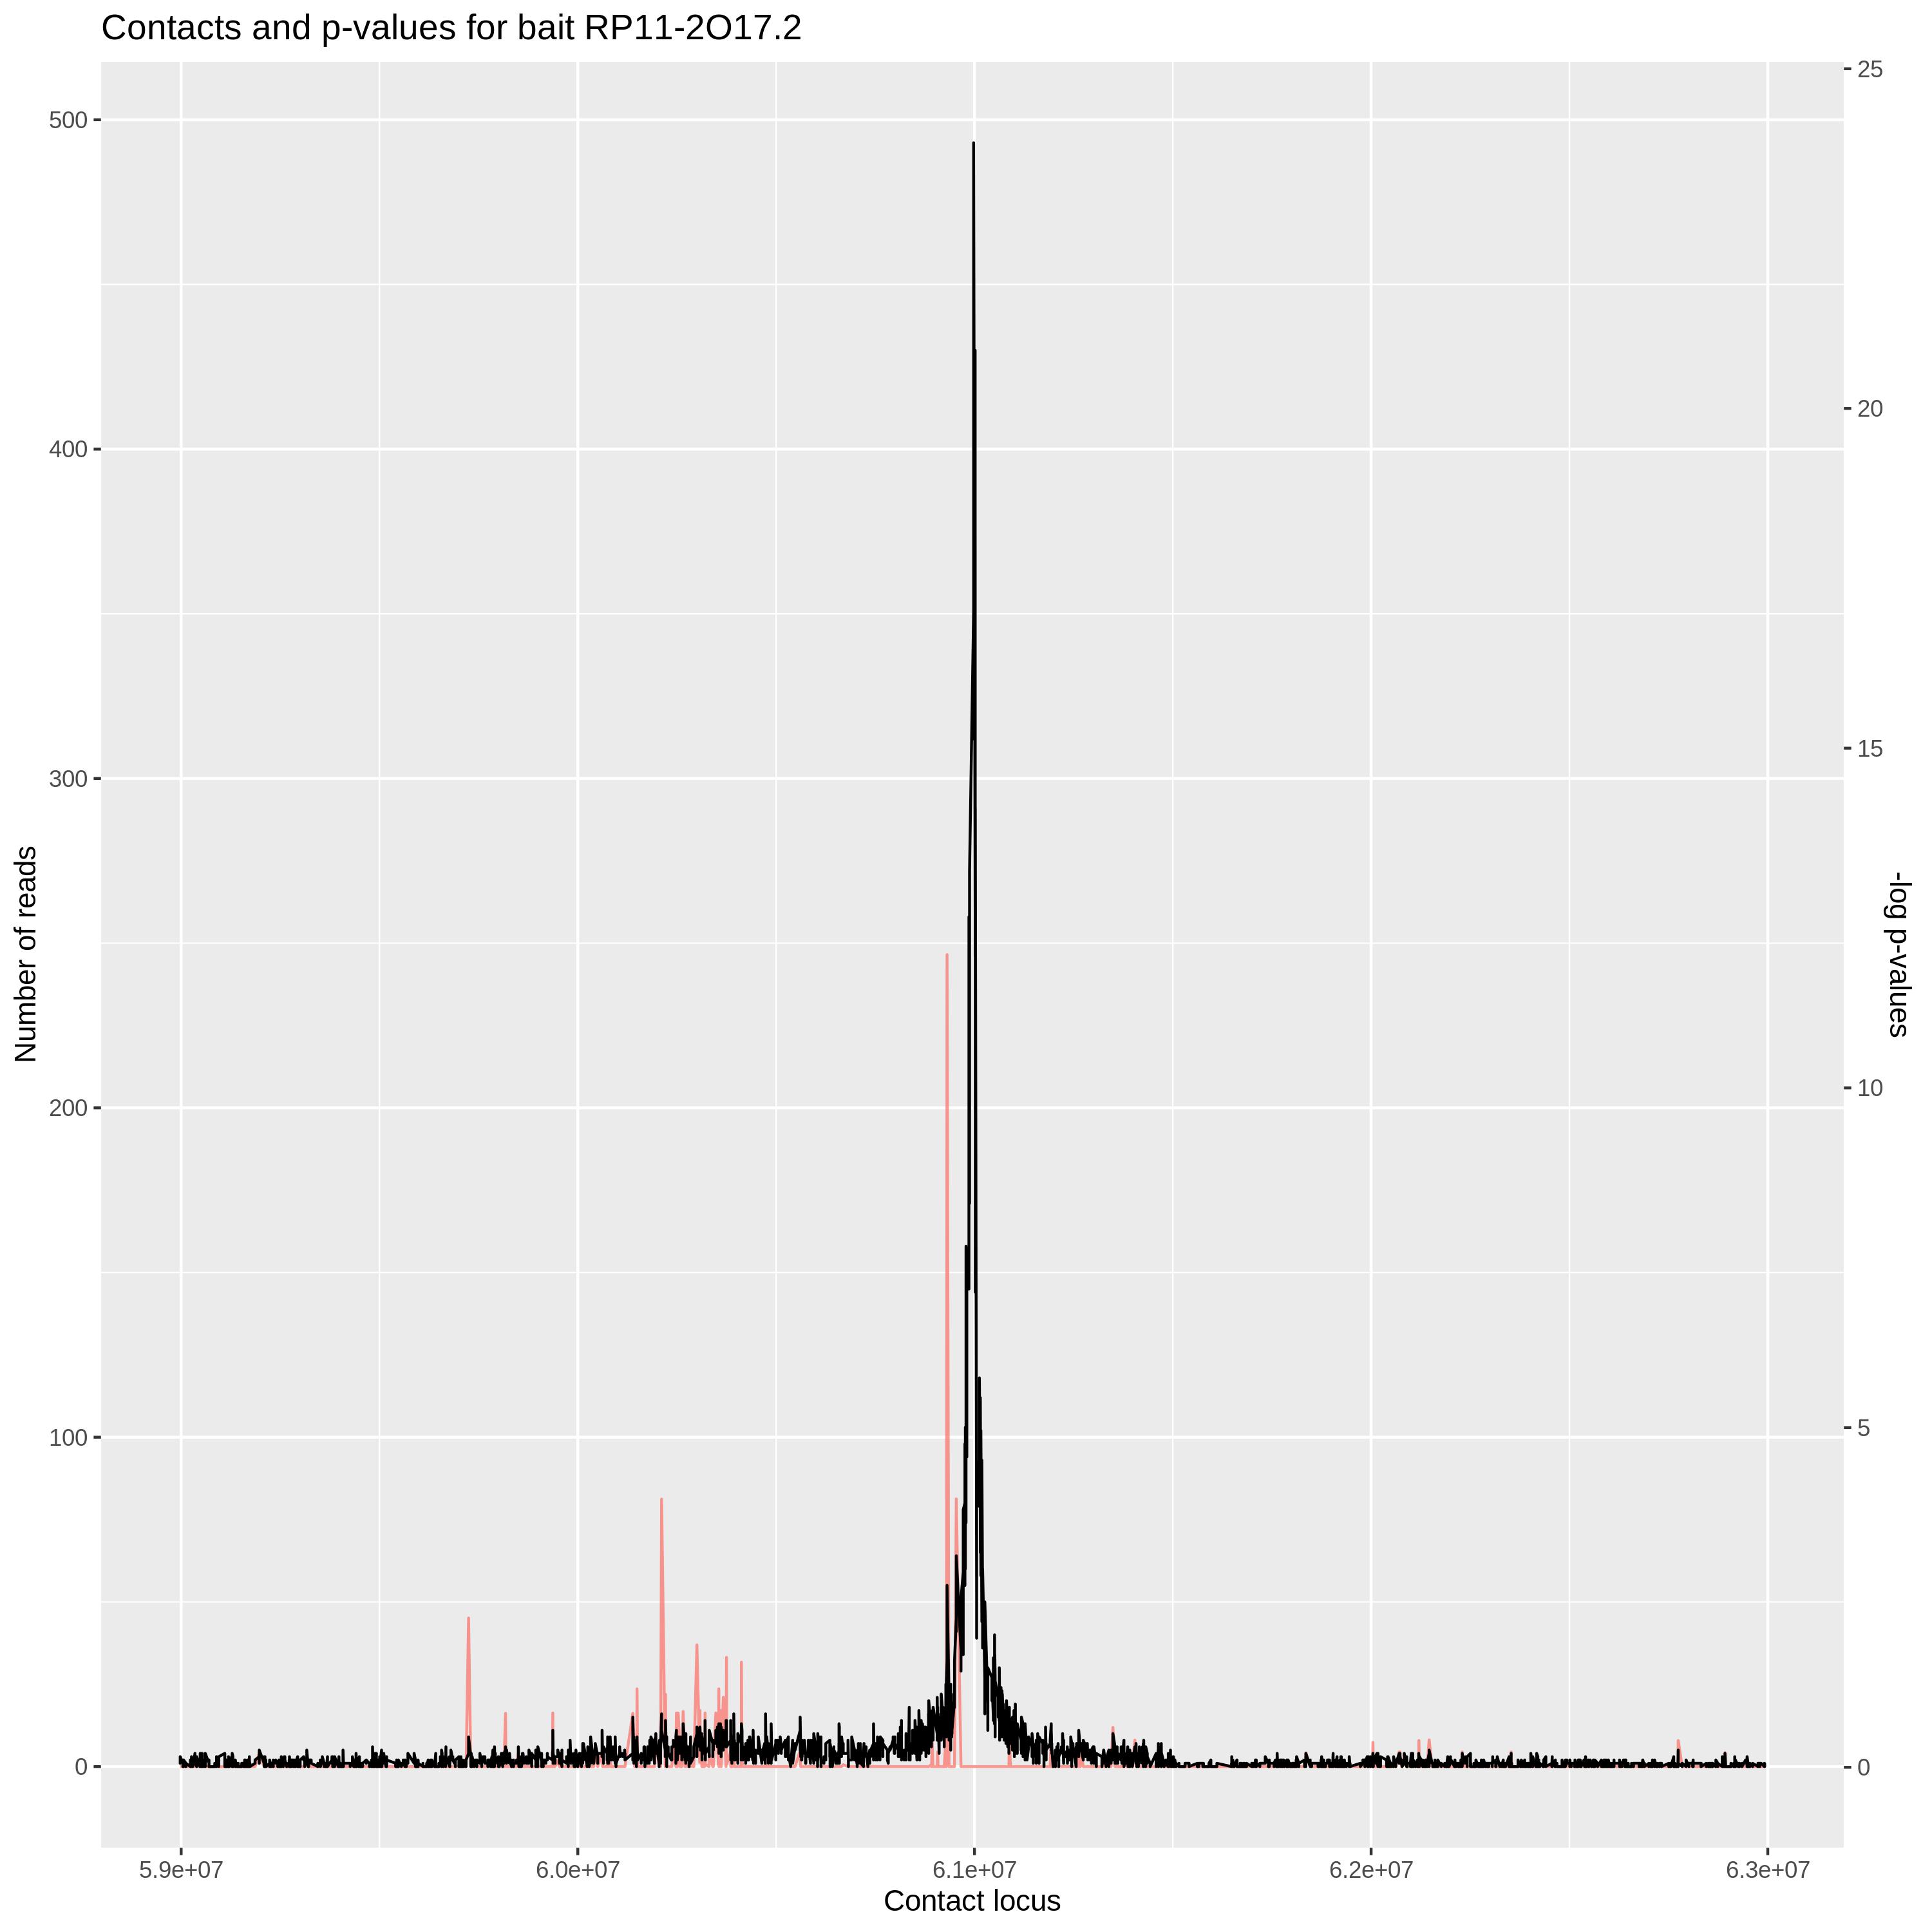 Contacts and p-values for bait RP11-2O17.2
500
400
300
200
100
0
Number of reads
25
20
15
10
5
0
-log p-values
5.9e+07
6.0e+07
6.1e+07
6.2e+07
6.3e+07
Contact locus